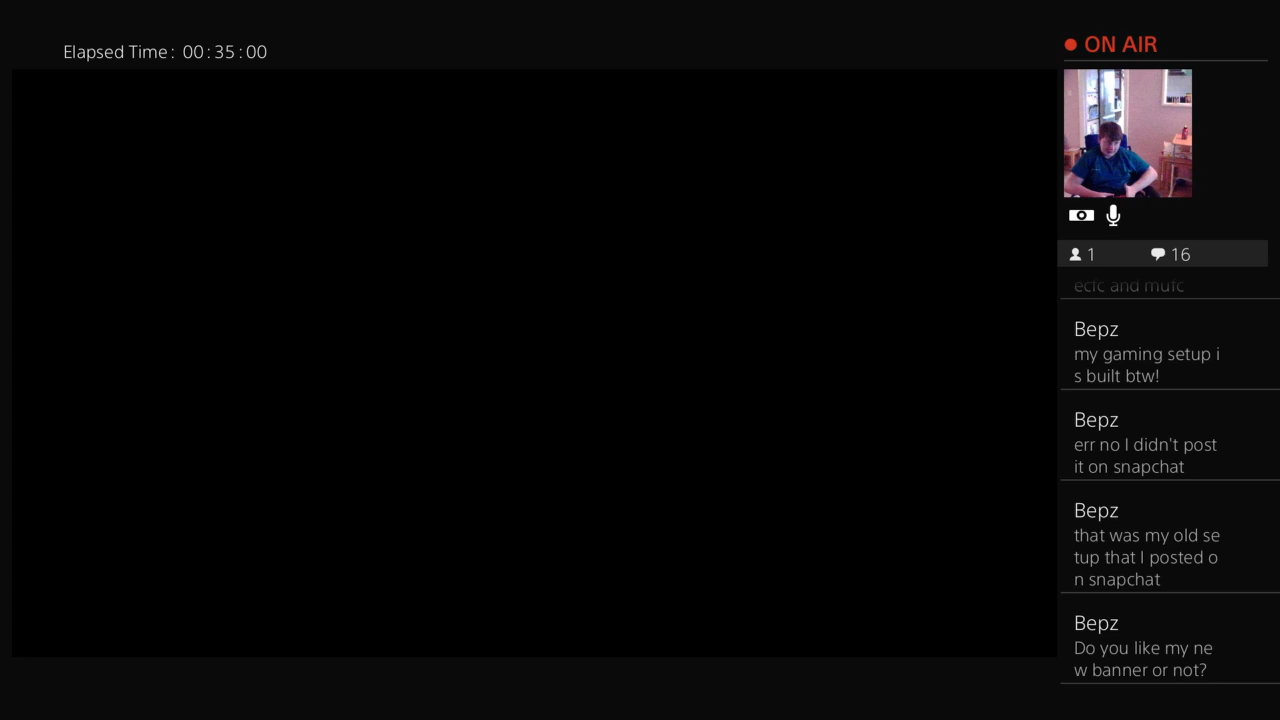 Elapsed Time: 00:35:00
ON AIR
1
16
ecfc and mufc
Bepz
my gaming setup i
s built btw!
Bepz
err no I didn't post
it on snapchat
Bepz
that was my old se
tup that I posted o
n snapchat
Bepz
Do you like my ne
w banner or not?